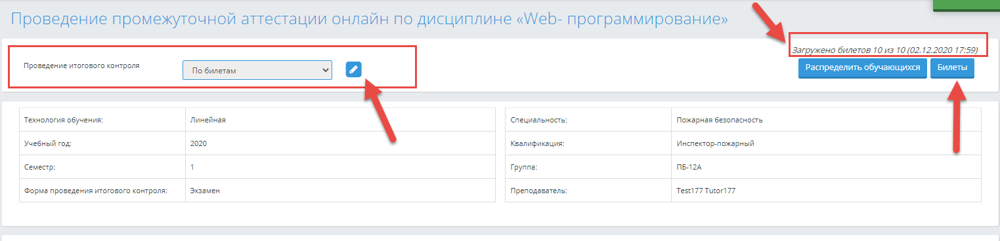 Проведение промежуточной аттестации онлайн по дисциплине «Web- программирование»
Загружено билетов 10 из 10 (02.12.2020 17:59)
Проведение итогового контроля
По билетам
Распределить обучающихся
Билеты
Технология обучения:
Линейная
Специальность:
Пожарная безопасность
Учебный год:
2020
Квалификация:
Инспектор-пожарный
Семестр:
1
Группа:
ПБ-12А
Форма проведения итогового контроля:
Экзамен
Преподаватель:
Test177 Tutor177